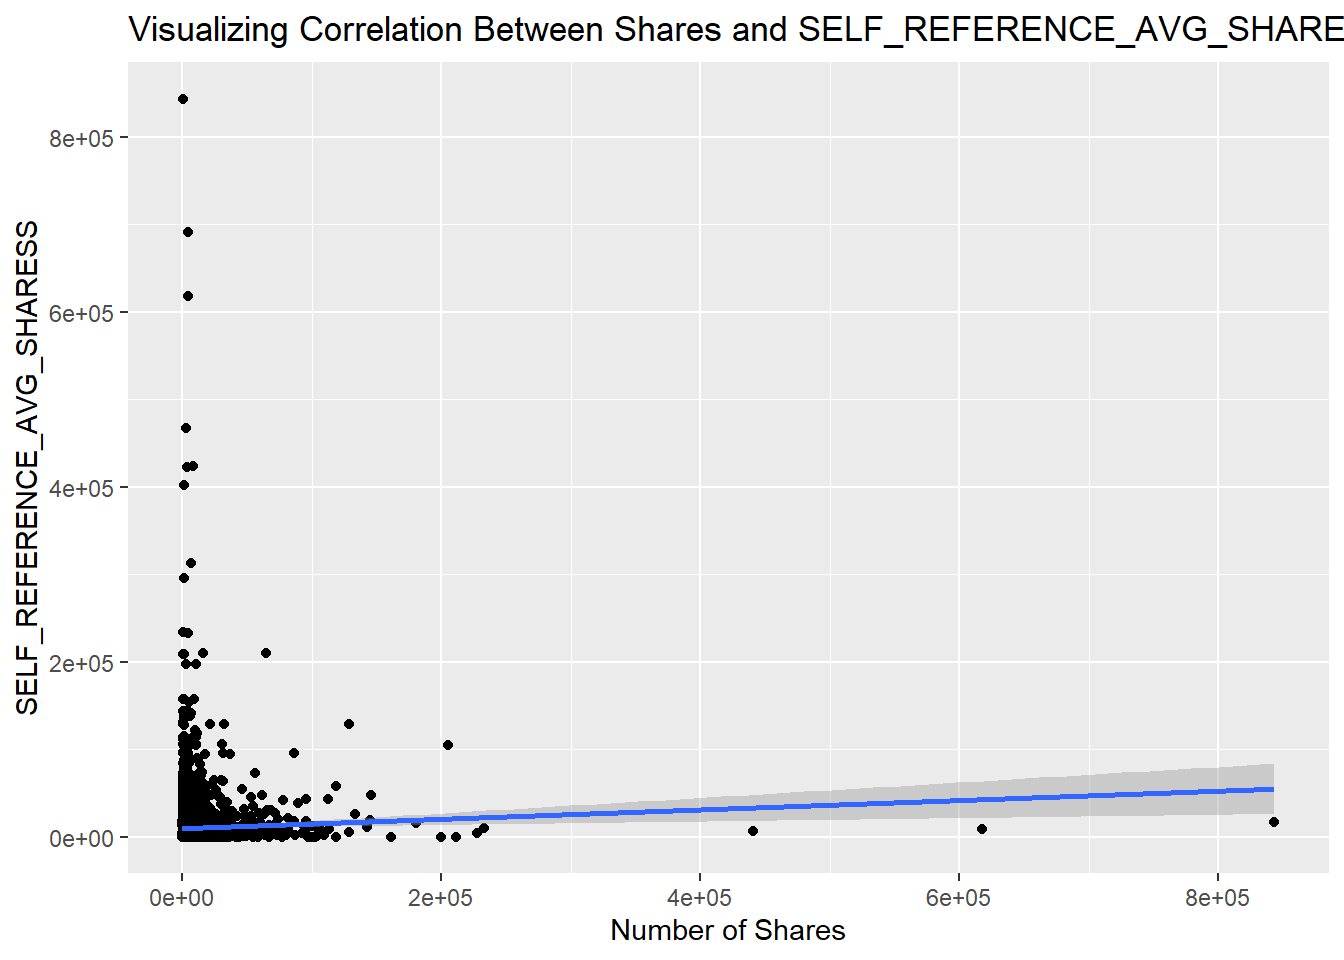 Visualizing Correlation Between Shares and SELF_REFERENCE_AVG_SHARE
8e+05
6e+05
4e+05
2e+05
0e+00
SELF_REFERENCE_AVG_SHARESS
0e+00 2e+05 4e+05 6e+05 8e+05
Number of Shares